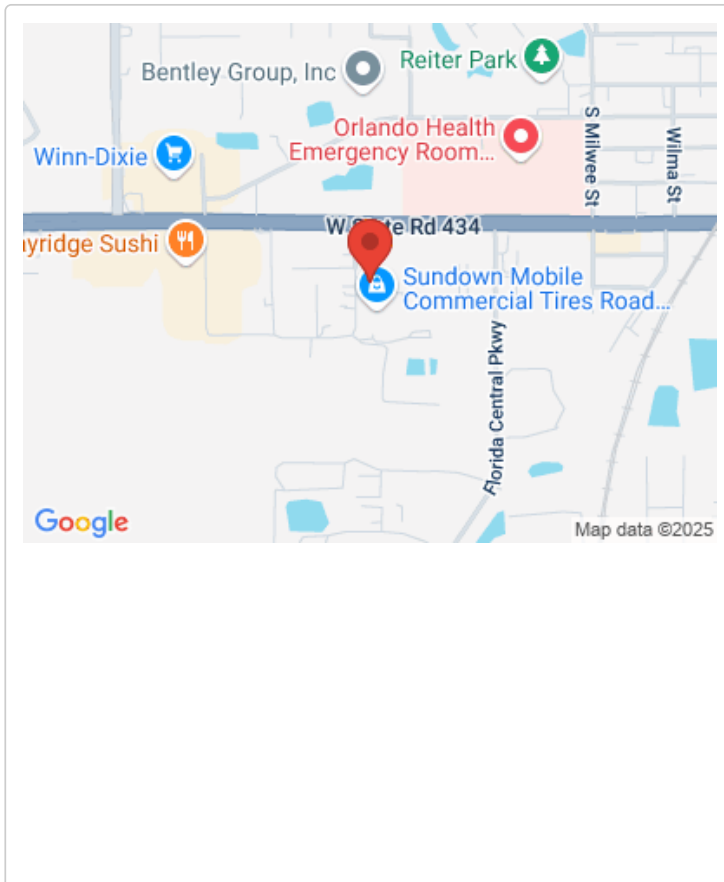 Bentley Group, Inc
Reiter Park
Orlando Health
Emergency Room...
Winn-Dixie
S Milwee St
Wilma St
W State Rd 434
ayridge Sushi
Sundown Mobile
Commercial Tires Road...
Florida Central Pkwy
Google
Map data ©2025